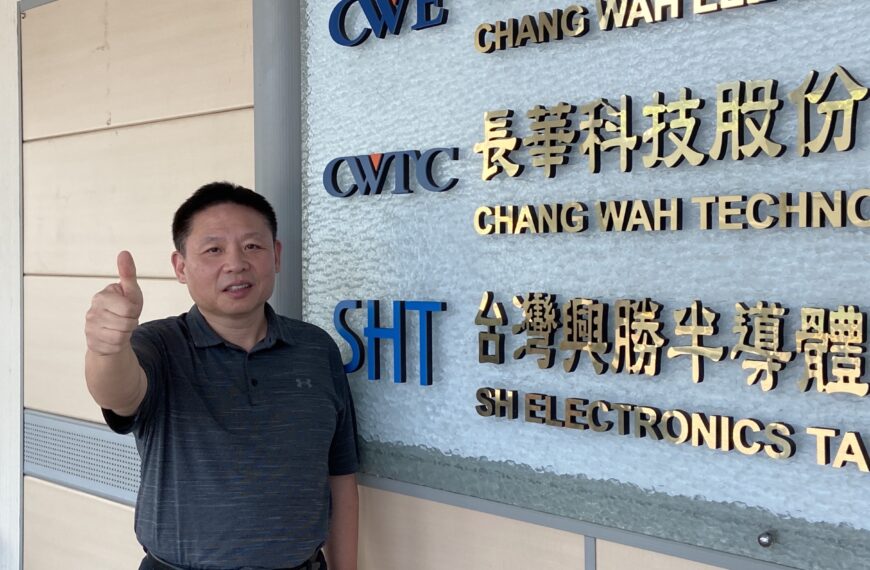 CWE
CHANG WAH
CWTC
長華科技股份
CHANG WAH TECHNO
SHT
台灣興勝半導體
SH ELECTRONICS TA